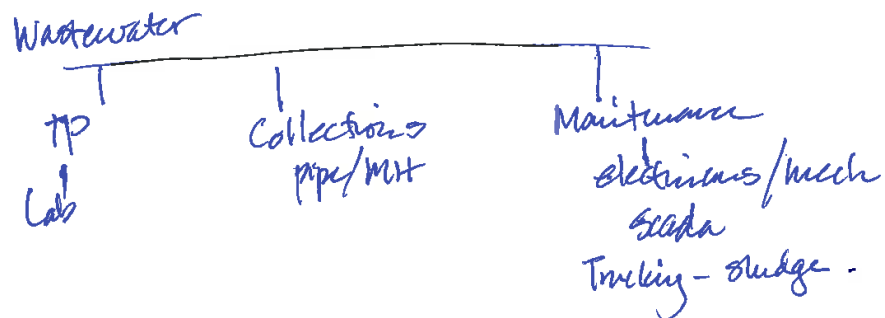 Wastewater
TP
Lab
Collections
pipe/MH
Maintenance
electricians/mech
Scada
Trucking - sludge.